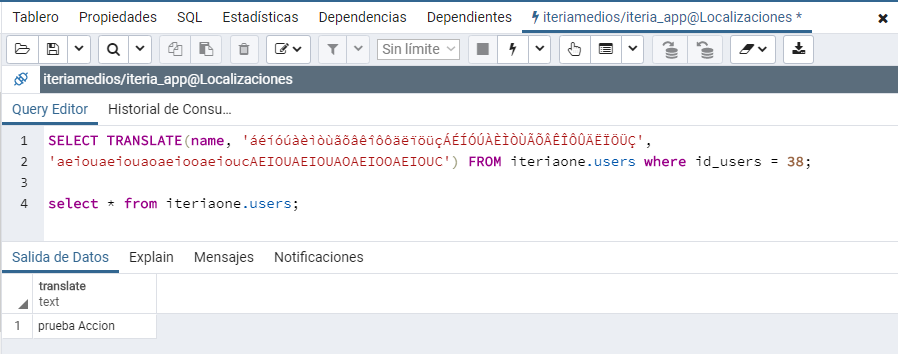 Tablero Propiedades SQL Estadísticas Dependencias Dependientes iteriamedios/iteria_app@Localizaciones *
Sin límite
iteriamedios/iteria_app@Localizaciones
Query Editor Historial de Consu...
1 SELECT TRANSLATE(name, 'áéíóúàèìòùãõâêîôôäëïöüçÁÉÍÓÚÀÈÌÒÙÃÕÂÊÎÔÛÄËÏÖÜÇ',
2 'aeiouaeiouaoaeiooaeioucAEIOUAEIOUAOAEIOOAEIOUC') FROM iteriaone.users where id_users = 38;
3
4 select * from iteriaone.users;
Salida de Datos Explain Mensajes Notificaciones
translate
text
1 prueba Accion